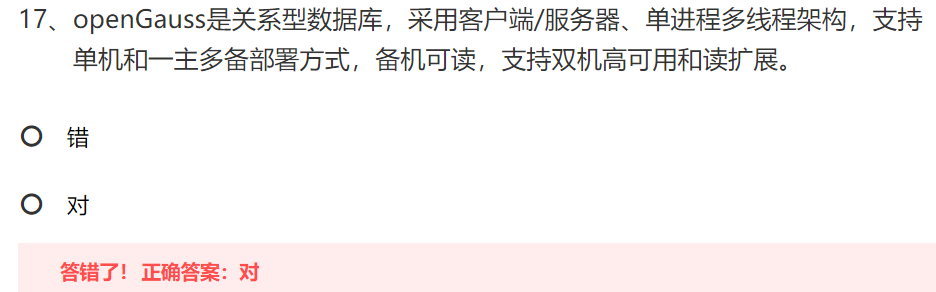 17、openGauss是关系型数据库，采用客户端/服务器、单进程多线程架构，支持
单机和一主多备部署方式，备机可读，支持双机高可用和读扩展。
错
对
答错了！正确答案：对